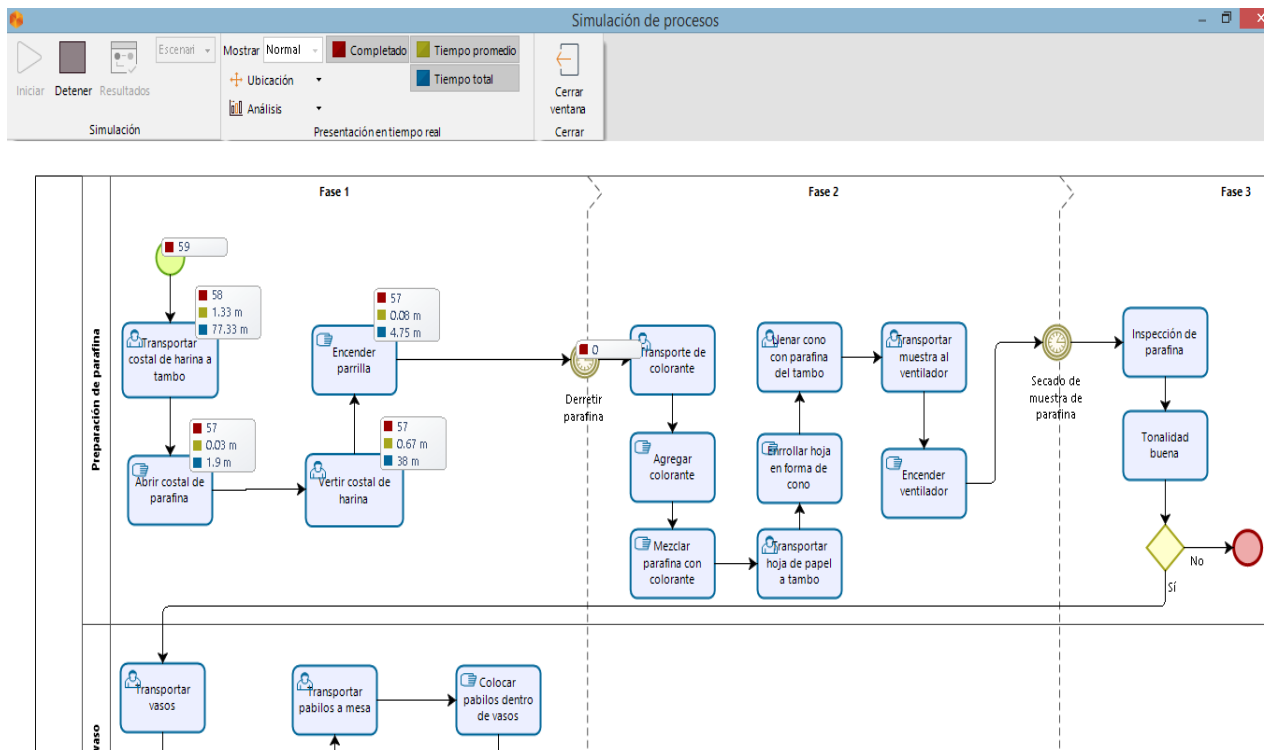 Simulación de procesos
Iniciar
Detener
Resultados
Escenari
Simulación
Mostrar
Normal
Completado
Tiempo promedio
Ubicación
Tiempo total
Análisis
Presentación en tiempo real
Cerrar
ventana
Cerrar
Fase 1
Fase 2
Fase 3
Preparación de parafina
59
58
1.33 m
77.33 m
Transportar
costal de harina a
tambo
57
0.03 m
1.9 m
Abrir costal de
parafina
57
0.67 m
38 m
Vertir costal de
harina
57
0.08 m
4.75 m
Encender
parrilla
0
Derretir
parafina
Transporte de
colorante
Agregar
colorante
Mezclar
parafina con
colorante
Transportar
hoja de papel
a tambo
Enrrollar hoja
en forma de
cono
Llenar cono
con parafina
del tambo
Transportar
muestra al
ventilador
Encender
ventilador
Secado de
muestra de
parafina
Inspección de
parafina
Tonalidad
buena
No
Sí
vaso
Transportar
vasos
Transportar
pabilos a mesa
Colocar
pabilos dentro
de vasos